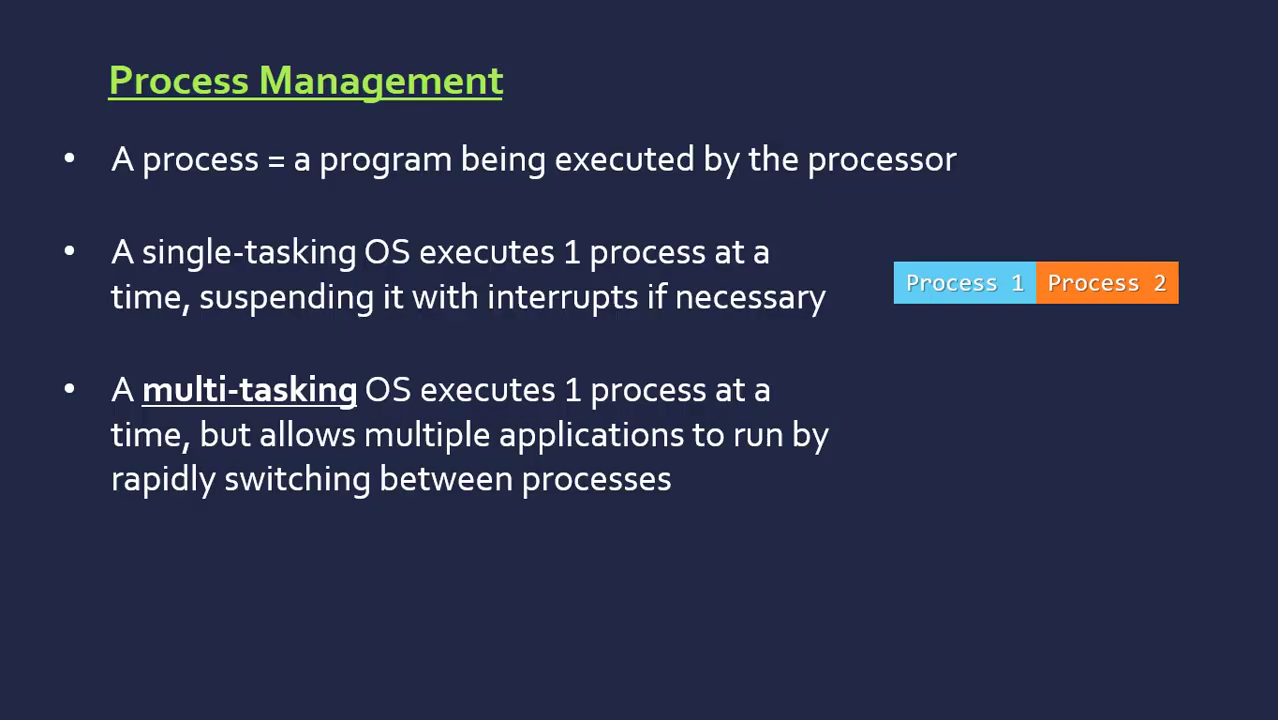 Process Management
• A process = a program being executed by the processor
• A single-tasking OS executes 1 process at a
time, suspending it with interrupts if necessary
Process 1 Process 2
• A multi-tasking OS executes 1 process at a
time, but allows multiple applications to run by
rapidly switching between processes